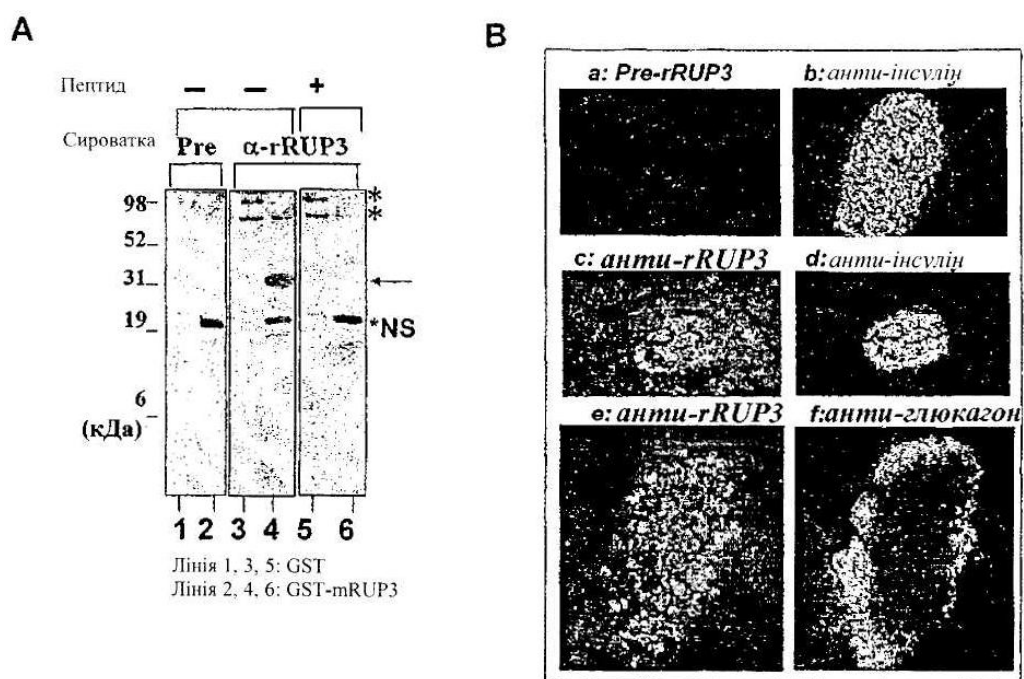 A
Пептид − − +
Сироватка Pre α-rRUP3
98
*
*
52
31
19
*NS
6
(кДа)
1 2 3 4 5 6
Лінія 1, 3, 5: GST
Лінія 2, 4, 6: GST-mRUP3
B
a: Pre-rRUP3
b: анти-інсулін
c: анти-rRUP3
d: анти-інсулін
e: анти-rRUP3
f: анти-глюкагон